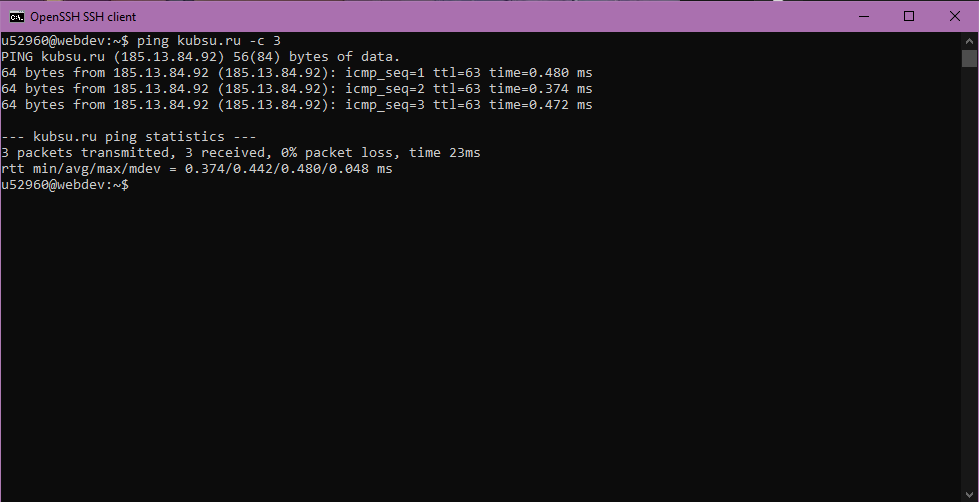 OpenSSH SSH client
u52960@webdev:~$ ping kubsu.ru -c 3
PING kubsu.ru (185.13.84.92) 56(84) bytes of data.
64 bytes from 185.13.84.92 (185.13.84.92): icmp_seq=1 ttl=63 time=0.480 ms
64 bytes from 185.13.84.92 (185.13.84.92): icmp_seq=2 ttl=63 time=0.374 ms
64 bytes from 185.13.84.92 (185.13.84.92): icmp_seq=3 ttl=63 time=0.472 ms
--- kubsu.ru ping statistics ---
3 packets transmitted, 3 received, 0% packet loss, time 23ms
rtt min/avg/max/mdev = 0.374/0.442/0.480/0.048 ms
u52960@webdev:~$